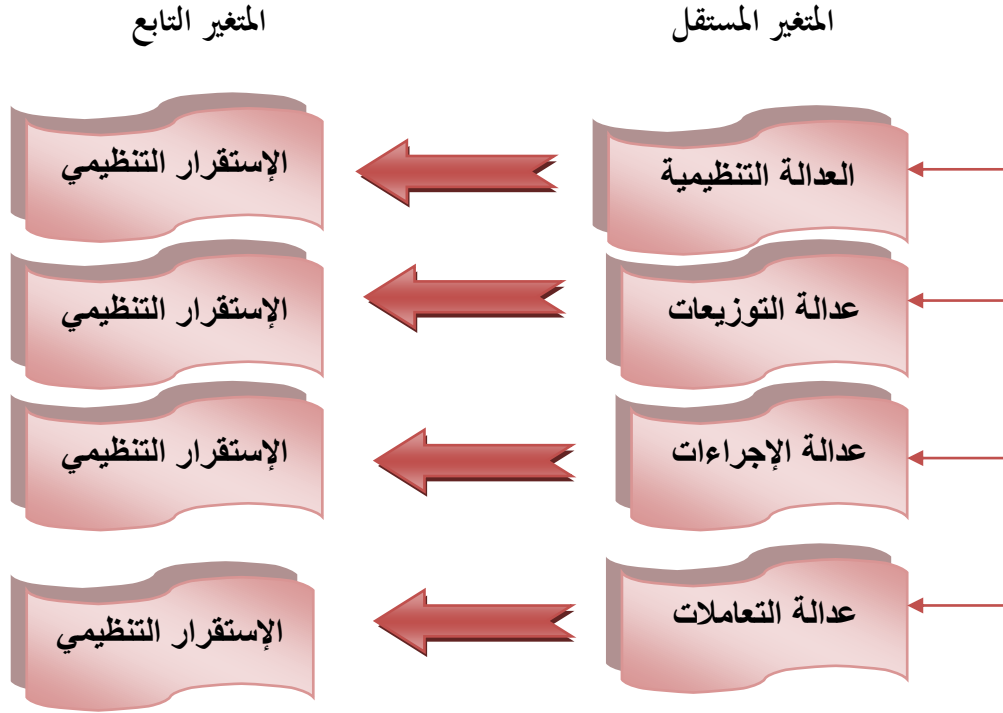 المتغير المستقل
المتغير التابع
العدالة التنظيمية
الإستقرار التنظيمي
عدالة التوزيعات
الإستقرار التنظيمي
عدالة الإجراءات
الإستقرار التنظيمي
عدالة التعاملات
الإستقرار التنظيمي